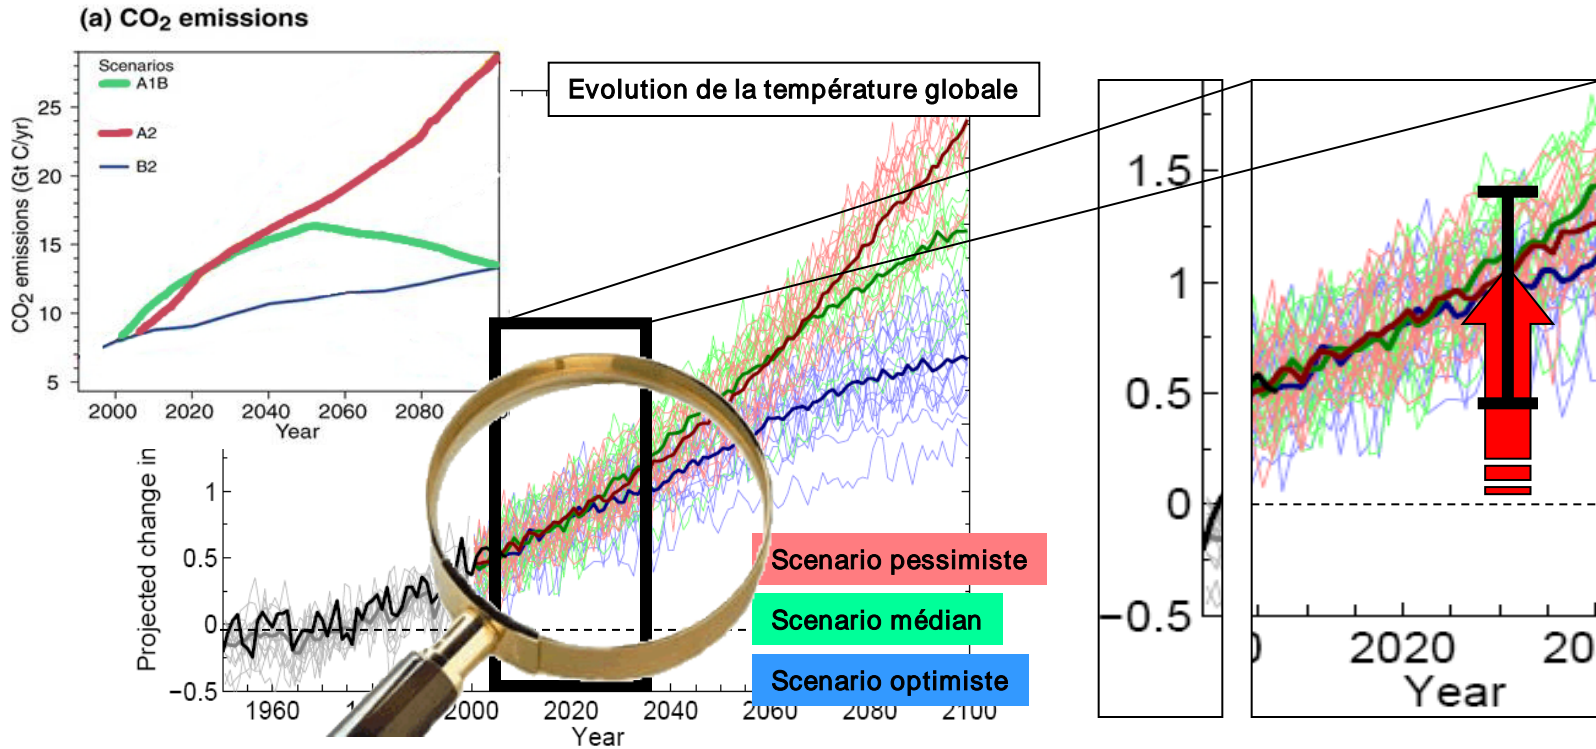 (a) CO₂ emissions
Scenarios
A1B
A2
B2
CO₂ emissions (Gt C/yr)
25
20
15
10
5
2000 2020 2040 2060 2080
Year
Evolution de la température globale
Projected change in
1
0.5
0
−0.5
1960 2000 2020 2040 2060 2080 2100
Year
Scenario pessimiste
Scenario médian
Scenario optimiste
1.5
1
0.5
0
−0.5
0 2020 20
Year